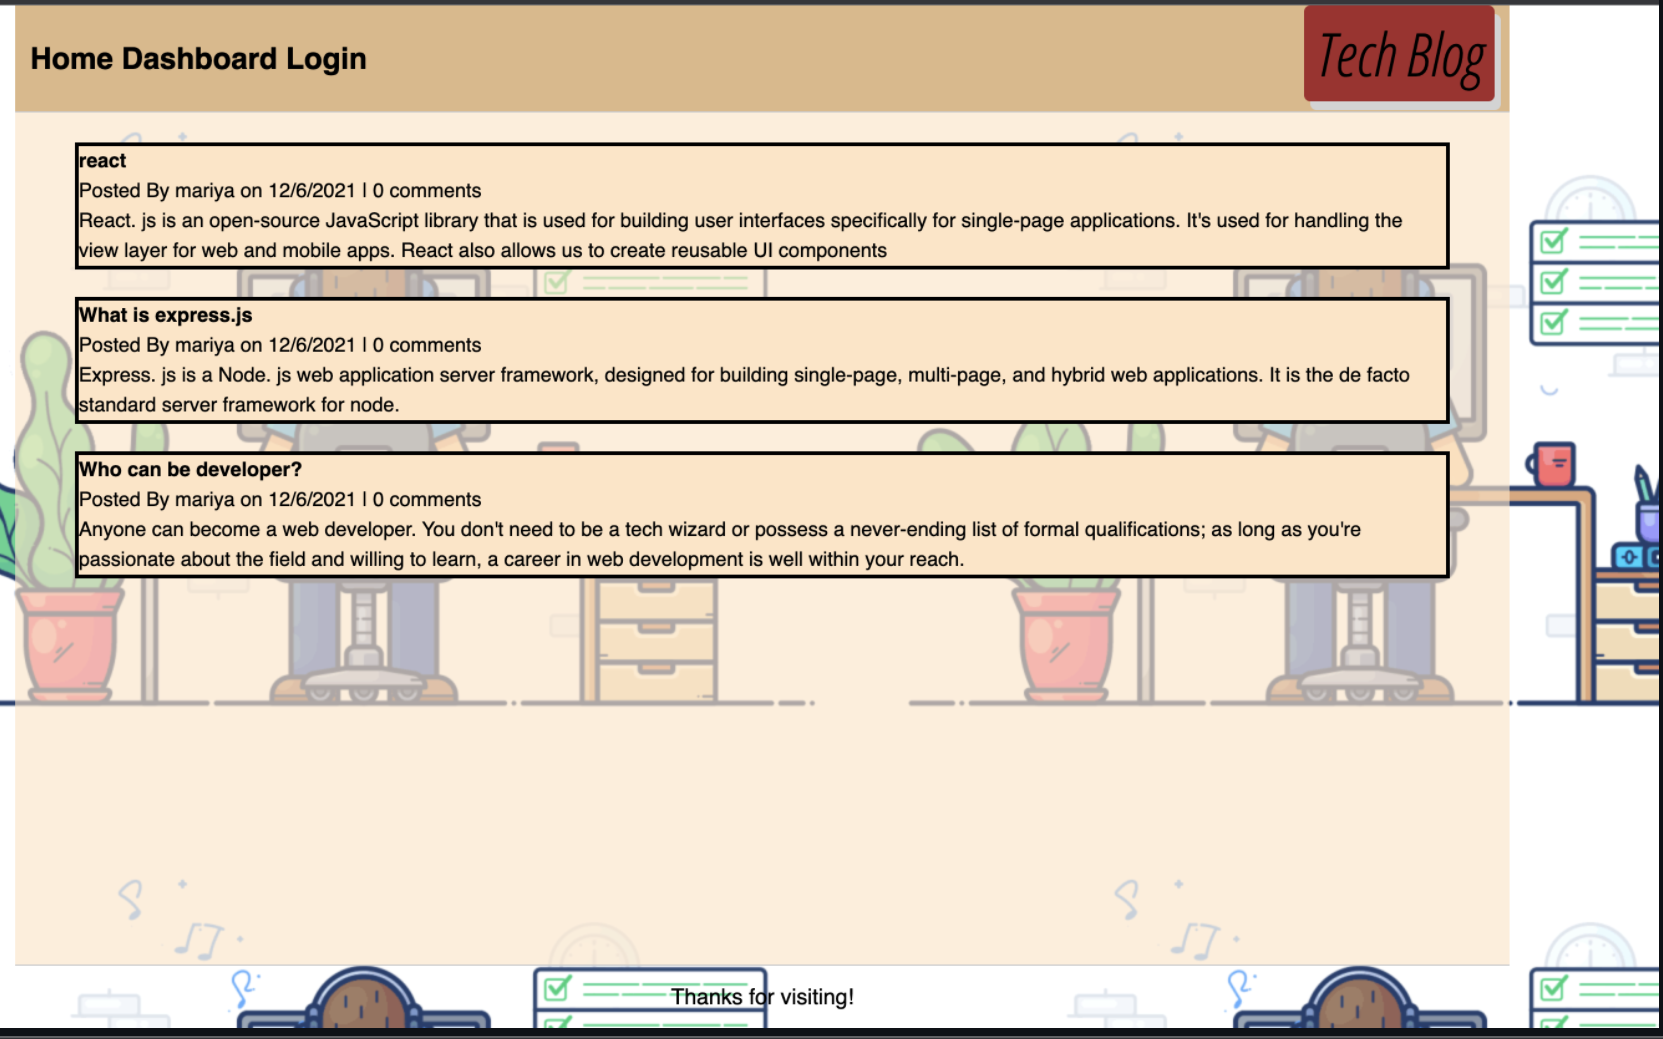 Home Dashboard Login
Tech Blog
react
Posted By mariya on 12/6/2021 | 0 comments
React. js is an open-source JavaScript library that is used for building user interfaces specifically for single-page applications. It's used for handling the
view layer for web and mobile apps. React also allows us to create reusable UI components
What is express.js
Posted By mariya on 12/6/2021 | 0 comments
Express. js is a Node. js web application server framework, designed for building single-page, multi-page, and hybrid web applications. It is the de facto
standard server framework for node.
Who can be developer?
Posted By mariya on 12/6/2021 | 0 comments
Anyone can become a web developer. You don't need to be a tech wizard or possess a never-ending list of formal qualifications; as long as you're
passionate about the field and willing to learn, a career in web development is well within your reach.
Thanks for visiting!